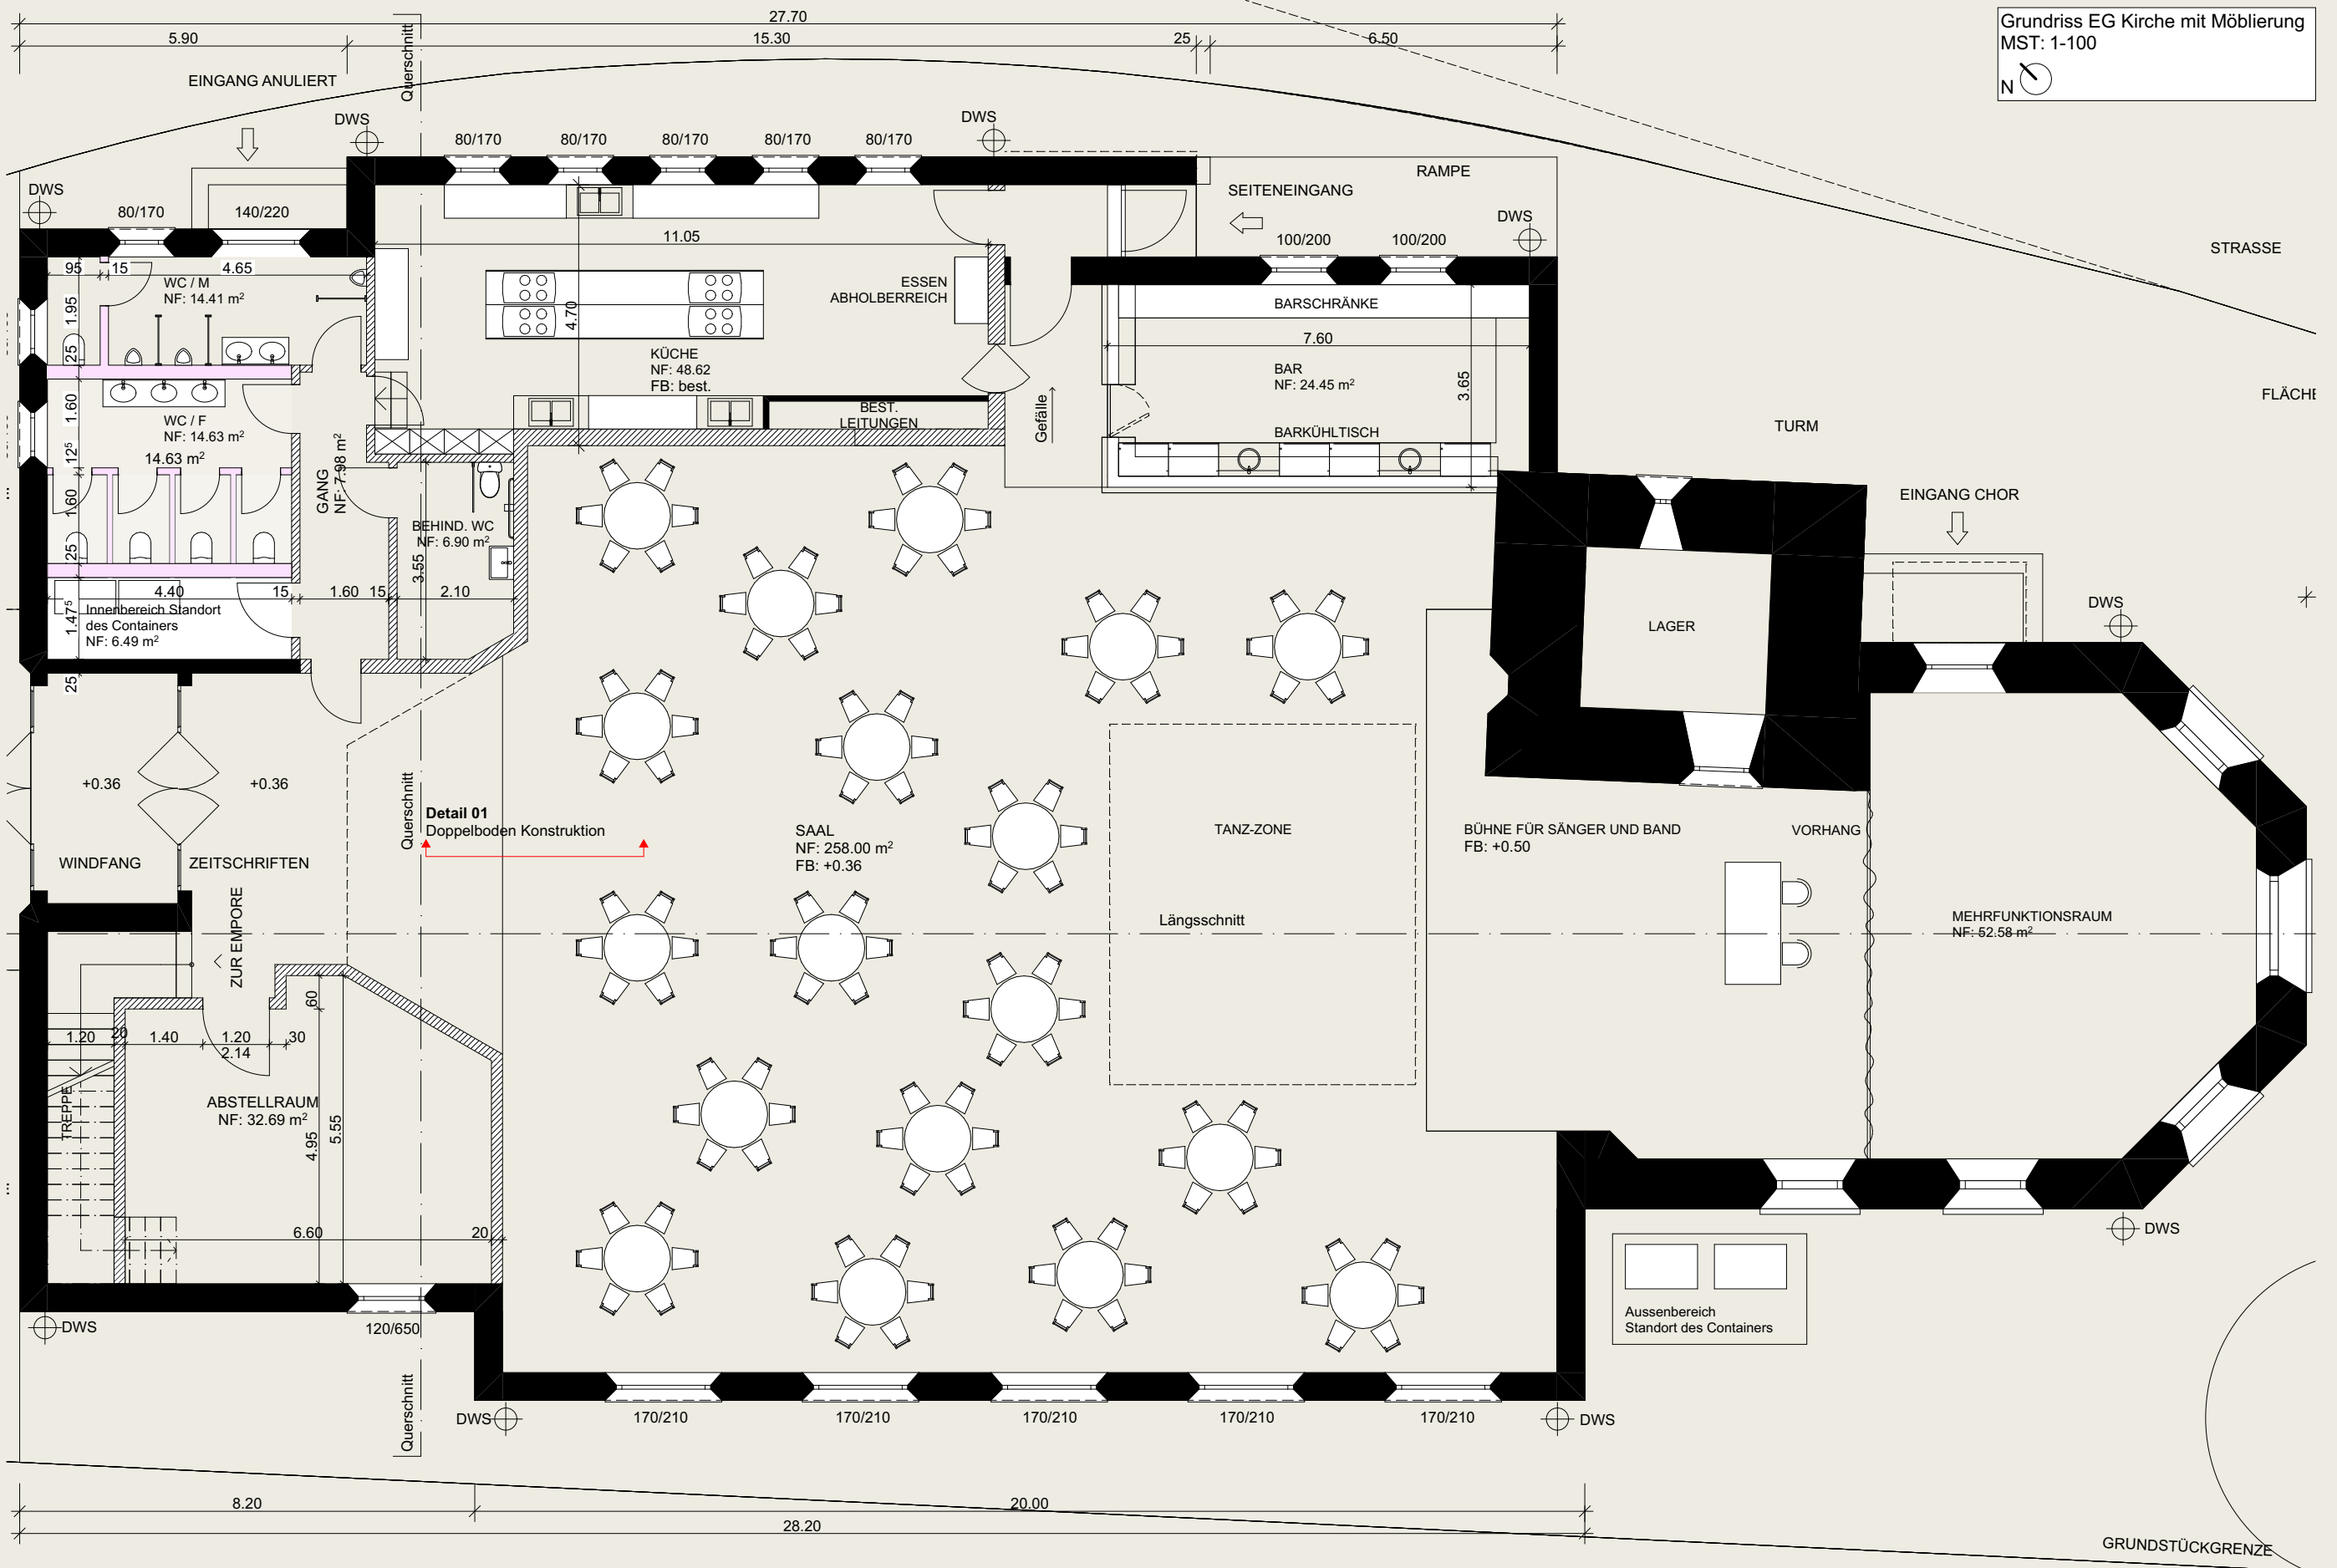 27.70
5.90
15.30
25
6.50
Grundriss EG Kirche mit Möblierung
MST: 1-100
N
Querschnitt
EINGANG ANULIERT
DWS
DWS
80/170
80/170
80/170
80/170
80/170
RAMPE
SEITENEINGANG
DWS
80/170
140/220
DWS
11.05
100/200
100/200
STRASSE
95
15
4.65
WC / M
NF: 14.41 m²
1.95
ESSEN
ABHOLBERREICH
BARSCHRÄNKE
4.70
7.60
25
KÜCHE
NF: 48.62
FB: best.
BAR
NF: 24.45 m²
3.65
FLÄCHE
1.60
WC / F
NF: 14.63 m²
14.63 m²
12⁵
BEST.
LEITUNGEN
Gefälle
BARKÜHLTISCH
TURM
GANG
NF: 7.98 m²
1.60
EINGANG CHOR
BEHIND. WC
NF: 6.90 m²
25
3.55
4.40
15
1.60
15
2.10
1.47⁵
Innenbereich Standort
des Containers
NF: 6.49 m²
LAGER
DWS
25
+0.36
+0.36
Querschnitt
Detail 01
Doppelboden Konstruktion
SAAL
NF: 258.00 m²
FB: +0.36
TANZ-ZONE
BÜHNE FÜR SÄNGER UND BAND
FB: +0.50
VORHANG
WINDFANG
ZEITSCHRIFTEN
ZUR EMPORE
Längsschnitt
MEHRFUNKTIONSRAUM
NF: 52.58 m²
60
1.20
20
1.40
1.20
2.14
30
TREPPE
ABSTELLRAUM
NF: 32.69 m²
4.95
5.55
6.60
20
DWS
DWS
120/650
Aussenbereich
Standort des Containers
Querschnitt
DWS
170/210
170/210
170/210
170/210
170/210
DWS
8.20
20.00
28.20
GRUNDSTÜCKGRENZE